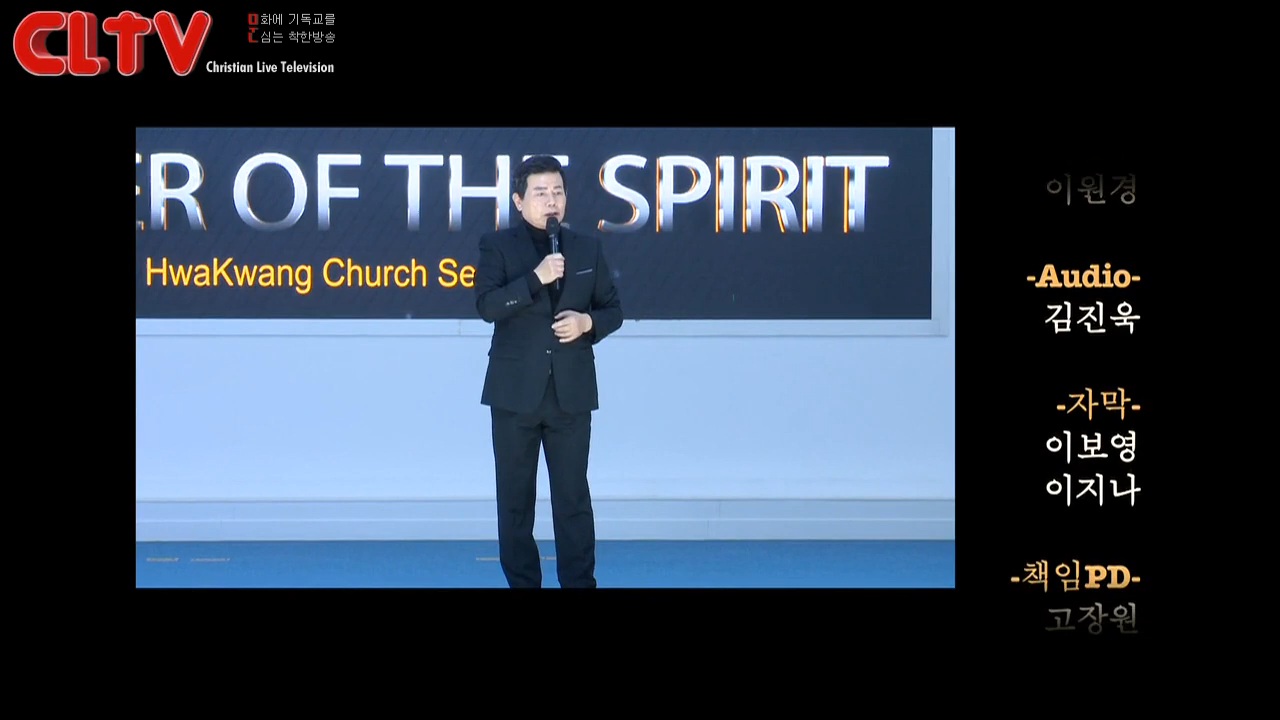 CLTV
문화에 기독교를
심는 착한방송
Christian Live Television
ER OF THE SPIRIT
HwaKwang Church Se
이원경
-Audio-
김진욱
-자막-
이보영
이지나
-책임PD-
고장원